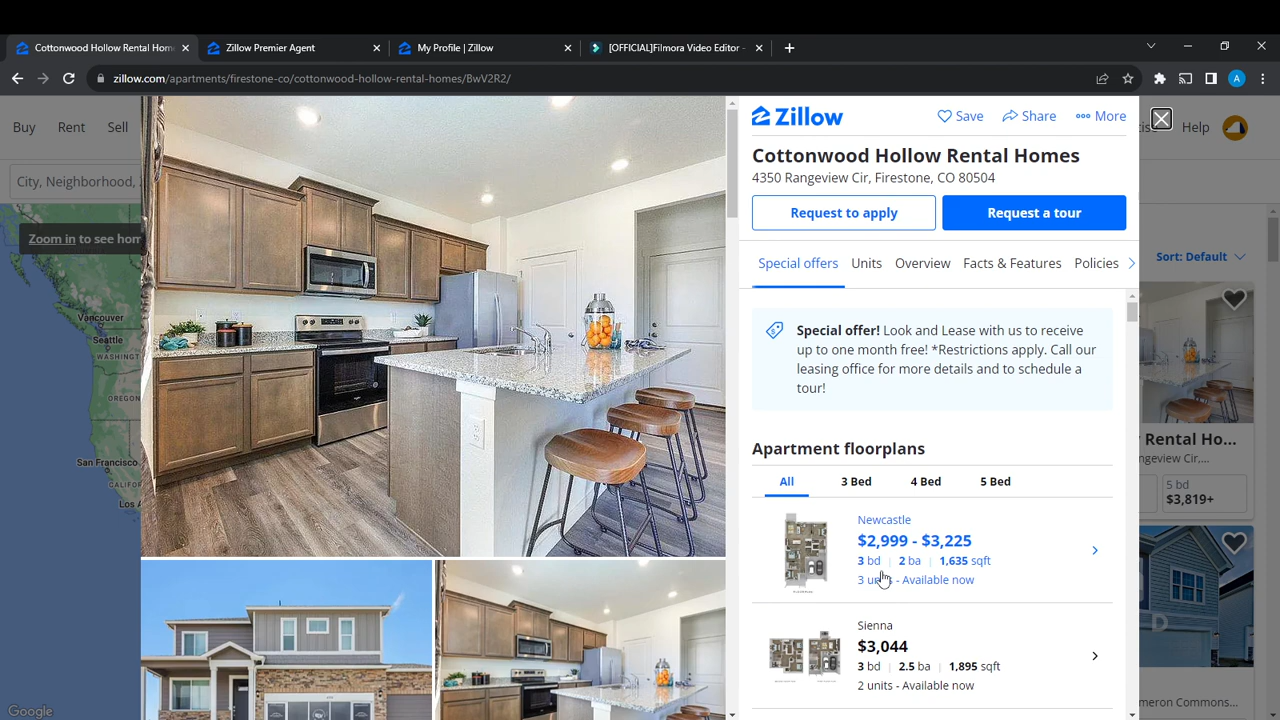 Cottonwood Hollow Rental Hom
Zillow Premier Agent
My Profile | Zillow
[OFFICIAL]Filmora Video Editor -
zillow.com/apartments/firestone-co/cottonwood-hollow-rental-homes/BwV2R2/
A
Buy Rent Sell
Help
City, Neighborhood,
Zoom in to see hom
Vancouver
Seattle
WASHINGT
OREGON
San Francisco
CALIFO
Los A
Google
Zillow
Save
Share
More
Cottonwood Hollow Rental Homes
4350 Rangeview Cir, Firestone, CO 80504
Request to apply
Request a tour
Special offers Units Overview Facts & Features Policies
Special offer! Look and Lease with us to receive
up to one month free! *Restrictions apply. Call our
leasing office for more details and to schedule a
tour!
Apartment floorplans
All 3 Bed 4 Bed 5 Bed
Newcastle
$2,999 - $3,225
3 bd | 2 ba | 1,635 sqft
3 units - Available now
Sienna
$3,044
3 bd | 2.5 ba | 1,895 sqft
2 units - Available now
Sort: Default
Rental Ho...
ngeview Cir,...
5 bd
$3,819+
meron Commons...